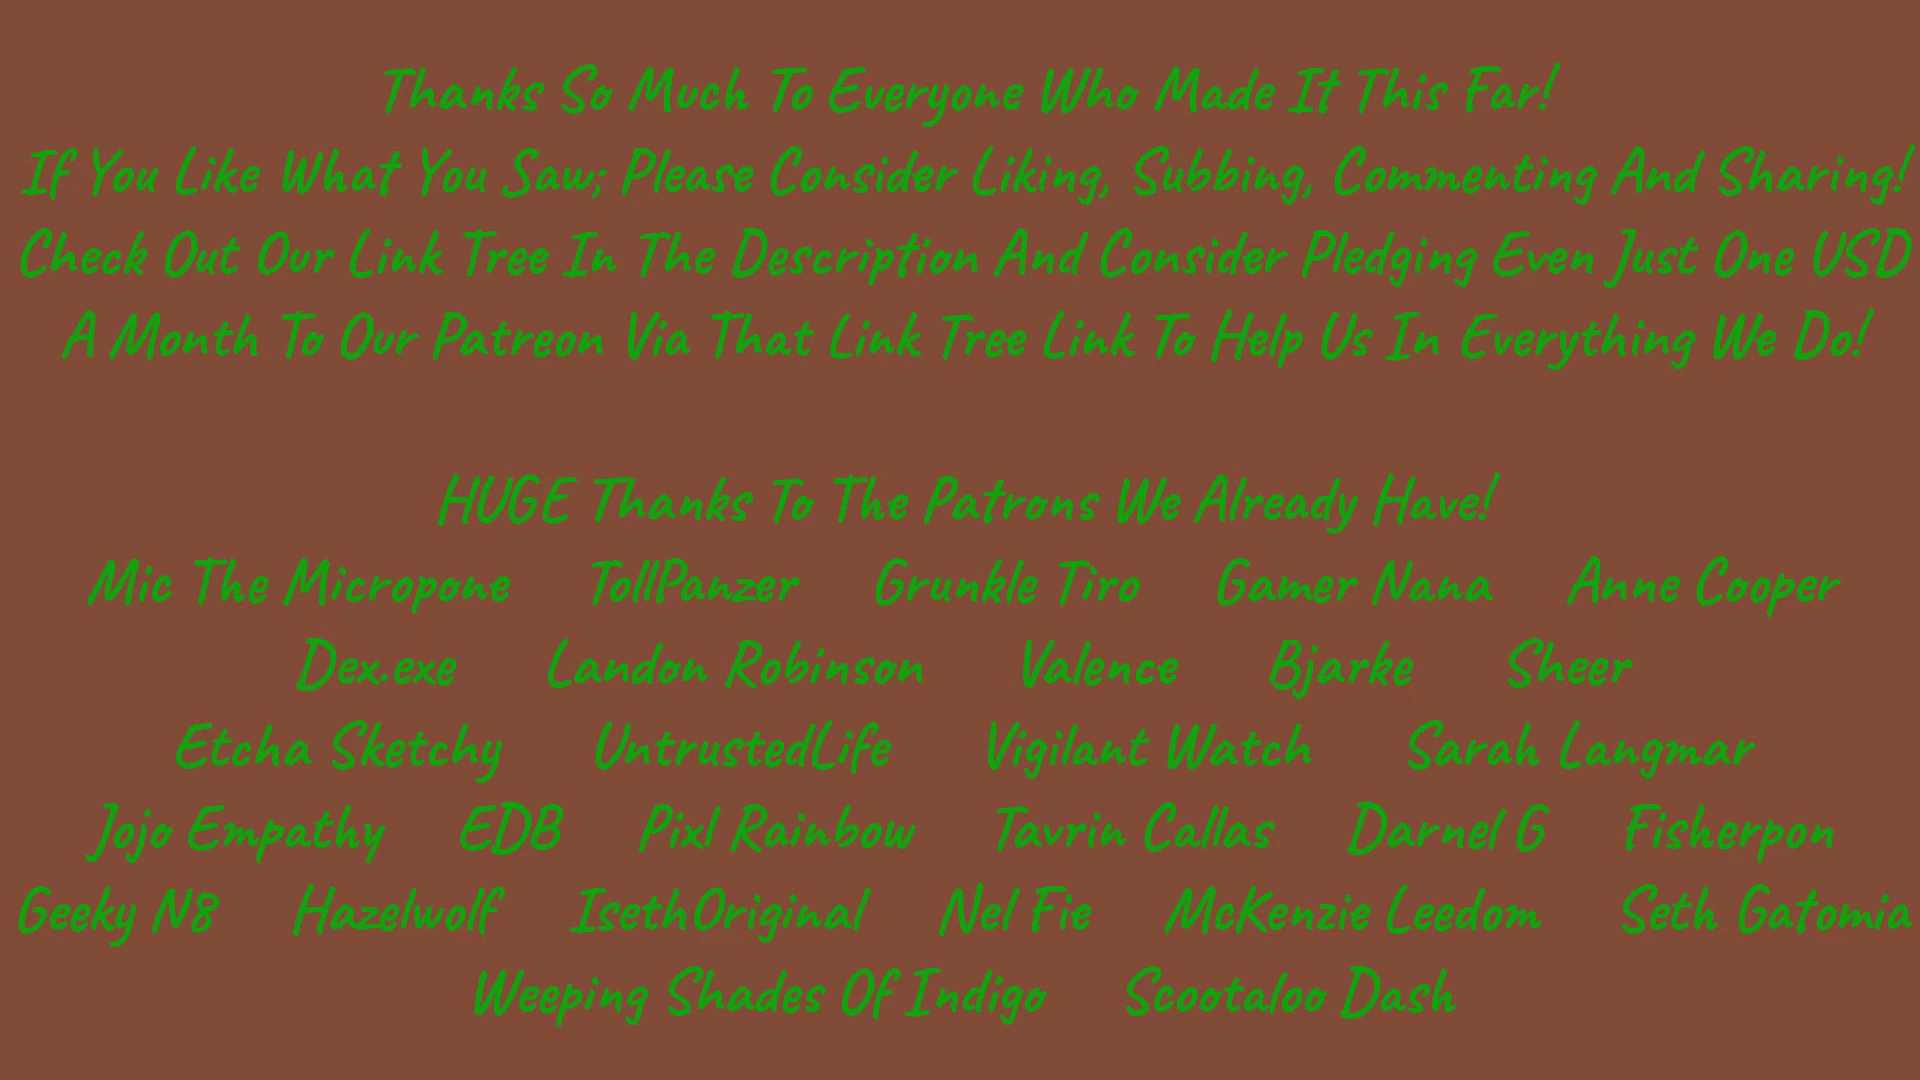 Thanks So Much To Everyone Who Made It This Far!
If You Like What You Saw; Please Consider Liking, Subbing, Commenting And Sharing!
Check Out Our Link Tree In The Description And Consider Pledging Even Just One USD
A Month To Our Patreon Via That Link Tree Link To Help Us In Everything We Do!
HUGE Thanks To The Patrons We Already Have!
Mic The Micropone TollPanzer Grunkle Tiro Gamer Nana Anne Cooper
Dex.exe Landon Robinson Valence Bjarke Sheer
Etcha Sketchy UntrustedLife Vigilant Watch Sarah Langmar
Jojo Empathy EDB Pixl Rainbow Tavrin Callas Darnel G Fisherpon
Geeky N8 Hazelwolf IsethOriginal Nel Fie McKenzie Leedom Seth Gatomia
Weeping Shades Of Indigo Scootaloo Dash